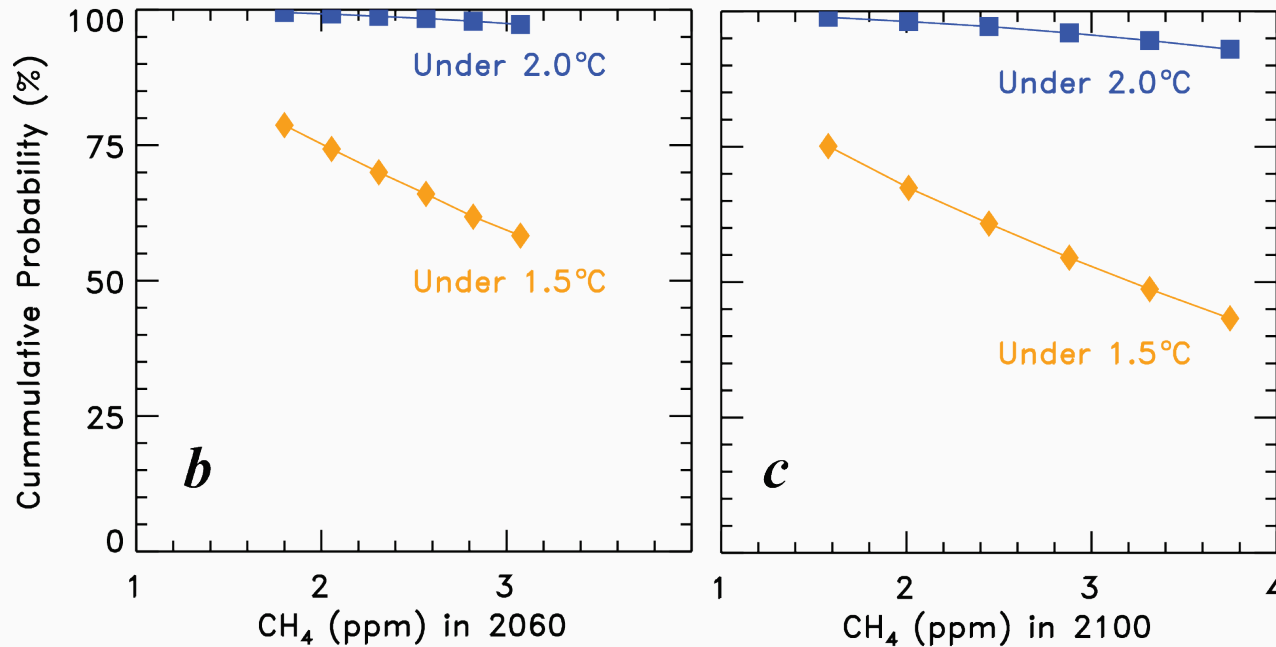 Cummulative Probability (%)
100
75
50
25
0
Under 2.0°C
Under 1.5°C
b
1 2 3
CH₄ (ppm) in 2060
Under 2.0°C
Under 1.5°C
c
1 2 3 4
CH₄ (ppm) in 2100